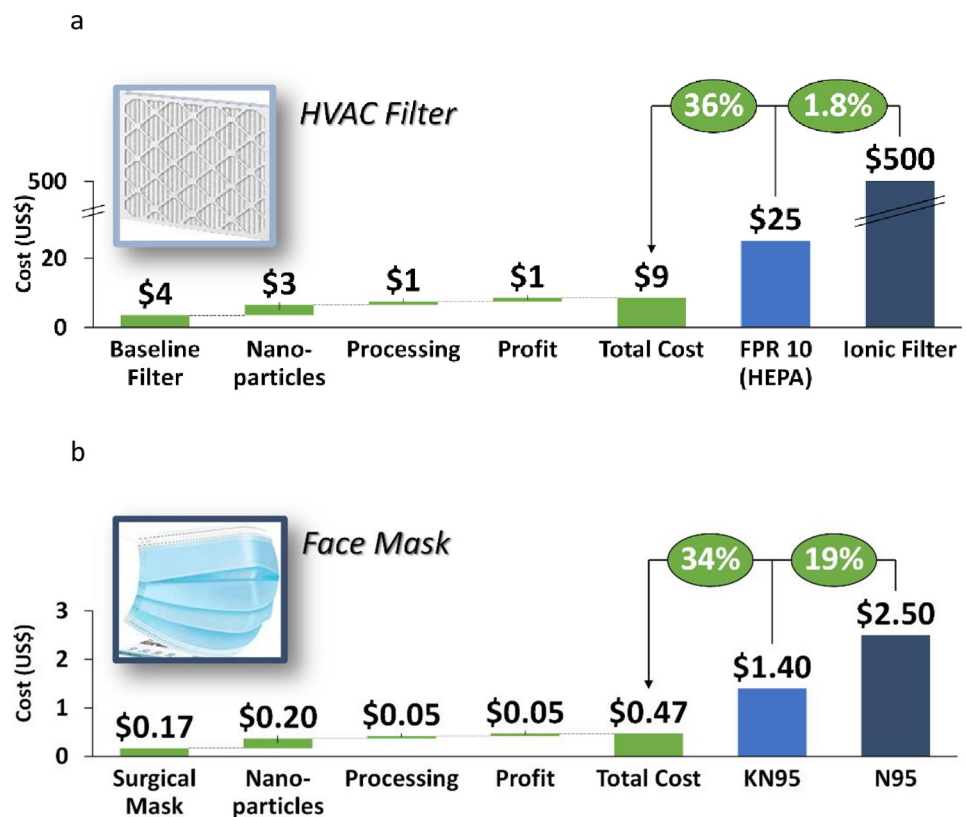 a
HVAC Filter
36%
1.8%
$500
$25
$4
$3
$1
$1
$9
Cost (US$)
500
20
0
Baseline
Filter
Nano-
particles
Processing
Profit
Total Cost
FPR 10
(HEPA)
Ionic Filter
b
Face Mask
34%
19%
$2.50
$1.40
$0.17
$0.20
$0.05
$0.05
$0.47
Cost (US$)
3
2
1
0
Surgical
Mask
Nano-
particles
Processing
Profit
Total Cost
KN95
N95